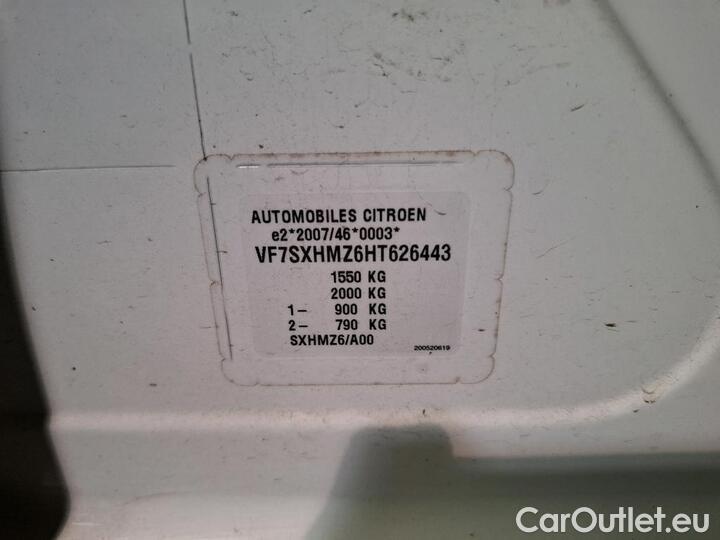 AUTOMOBILES CITROEN
e2*2007/46*0003*
VF7SXHMZ6HT626443
1550 KG
2000 KG
1- 900 KG
2- 790 KG
SXHMZ6/A00
200520619
CarOutlet.eu